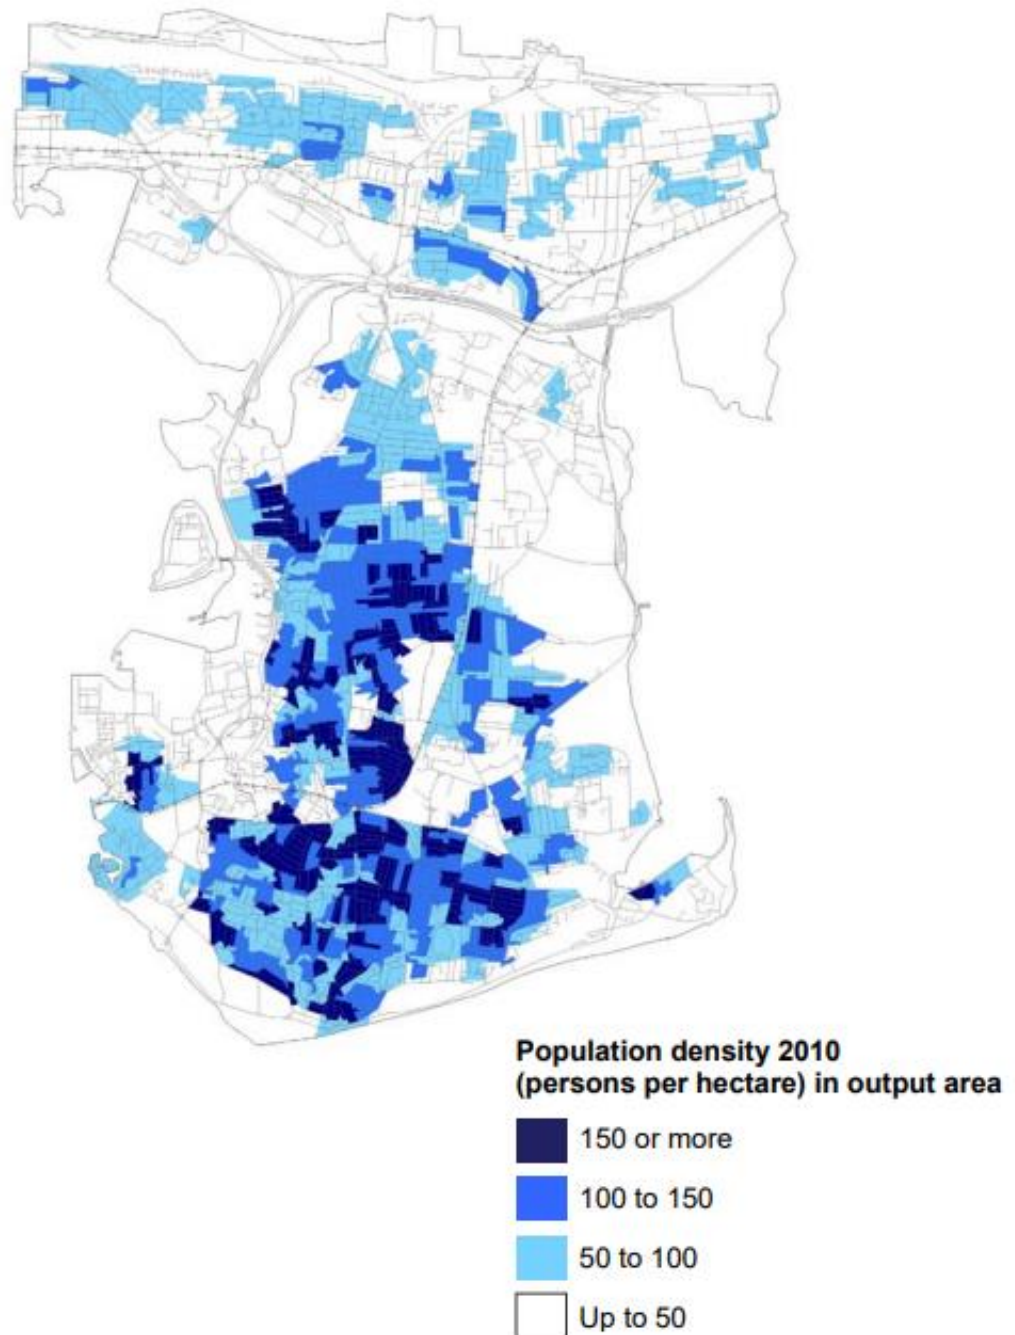 Population density 2010
(persons per hectare) in output area
150 or more
100 to 150
50 to 100
Up to 50